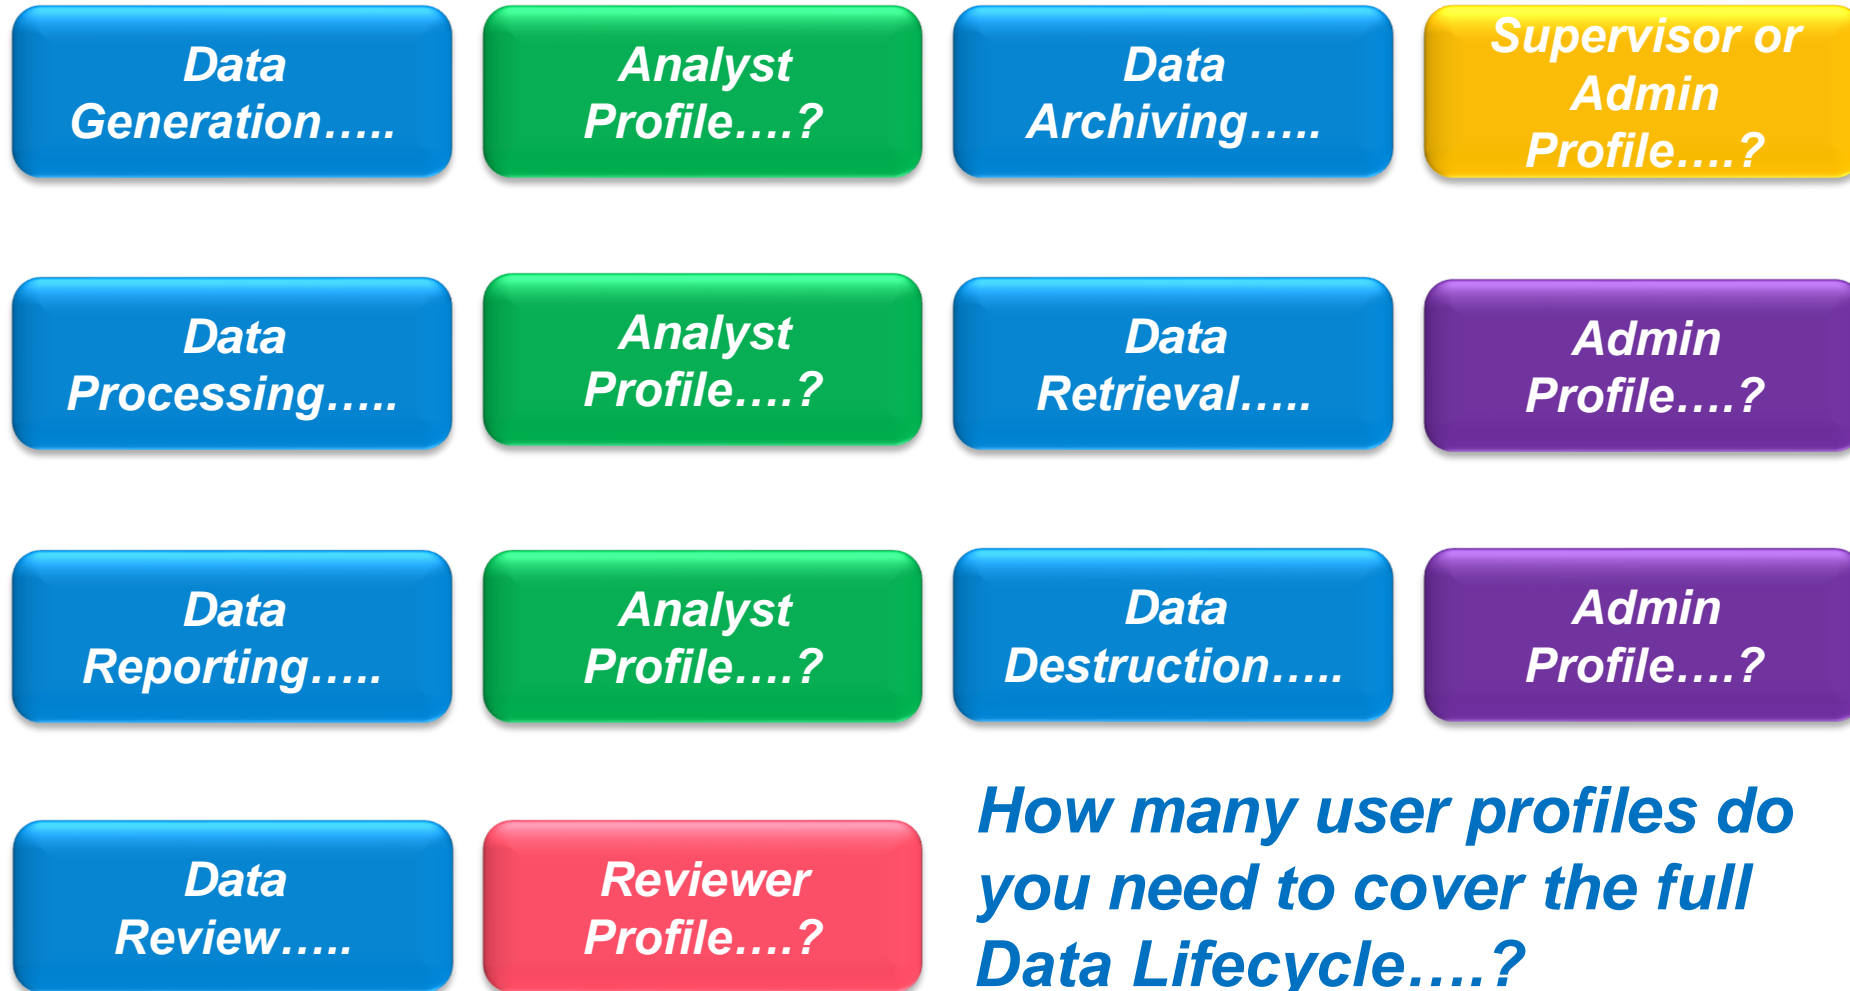 Data
Generation…..
Analyst
Profile….?
Data
Archiving…..
Supervisor or
Admin
Profile….?
Data
Processing…..
Analyst
Profile….?
Data
Retrieval…..
Admin
Profile….?
Data
Reporting…..
Analyst
Profile….?
Data
Destruction…..
Admin
Profile….?
Data
Review…..
Reviewer
Profile….?
How many user profiles do
you need to cover the full
Data Lifecycle….?